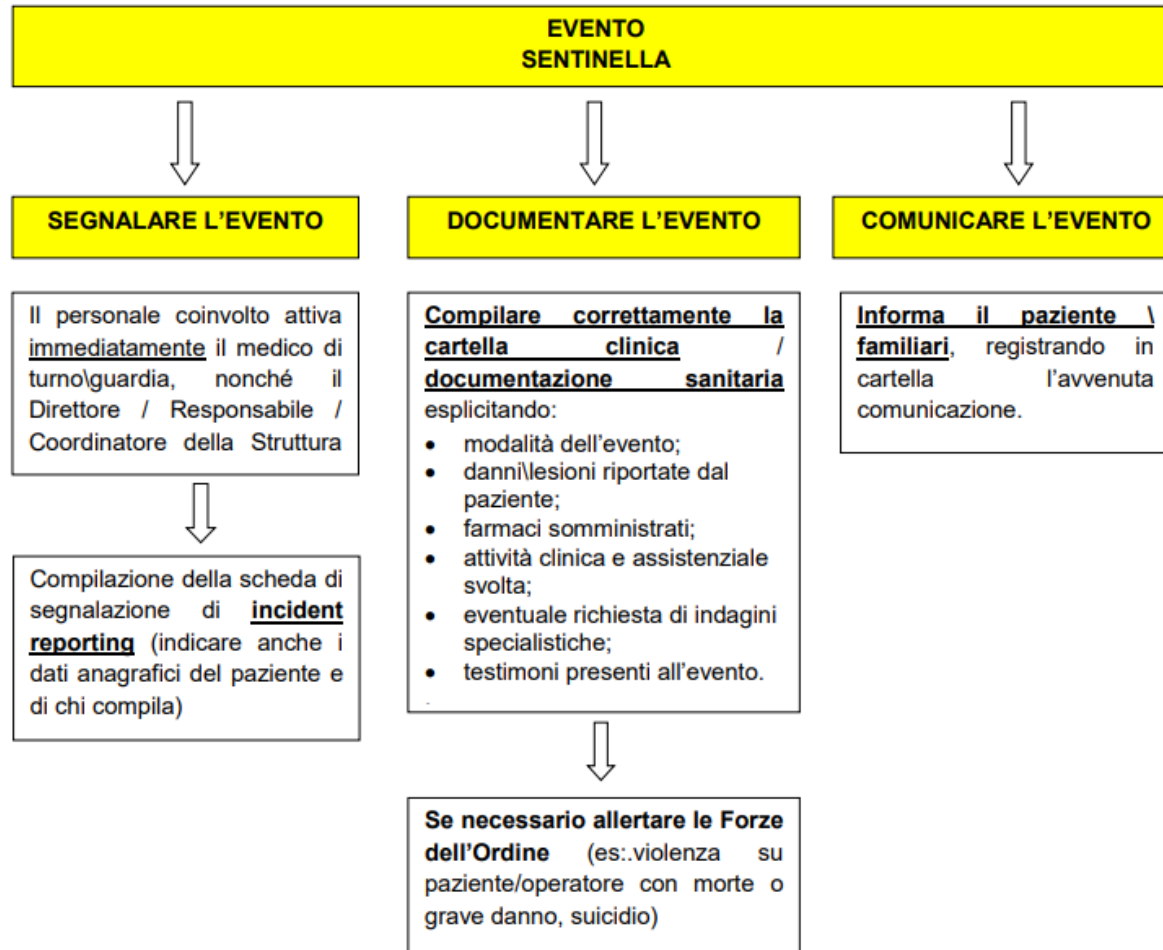 EVENTO
SENTINELLA
SEGNALARE L’EVENTO
Il personale coinvolto attiva
immediatamente il medico di
turno\guardia, nonché il
Direttore / Responsabile /
Coordinatore della Struttura
Compilazione della scheda di
segnalazione di incident
reporting (indicare anche i
dati anagrafici del paziente e
di chi compila)
DOCUMENTARE L’EVENTO
Compilare correttamente la
cartella clinica /
documentazione sanitaria
esplicitando:
• modalità dell’evento;
• danni\lesioni riportate dal
paziente;
• farmaci somministrati;
• attività clinica e assistenziale
svolta;
• eventuale richiesta di indagini
specialistiche;
• testimoni presenti all’evento.
.
Se necessario allertare le Forze
dell’Ordine (es:.violenza su
paziente/operatore con morte o
grave danno, suicidio)
COMUNICARE L’EVENTO
Informa il paziente \
familiari, registrando in
cartella l’avvenuta
comunicazione.